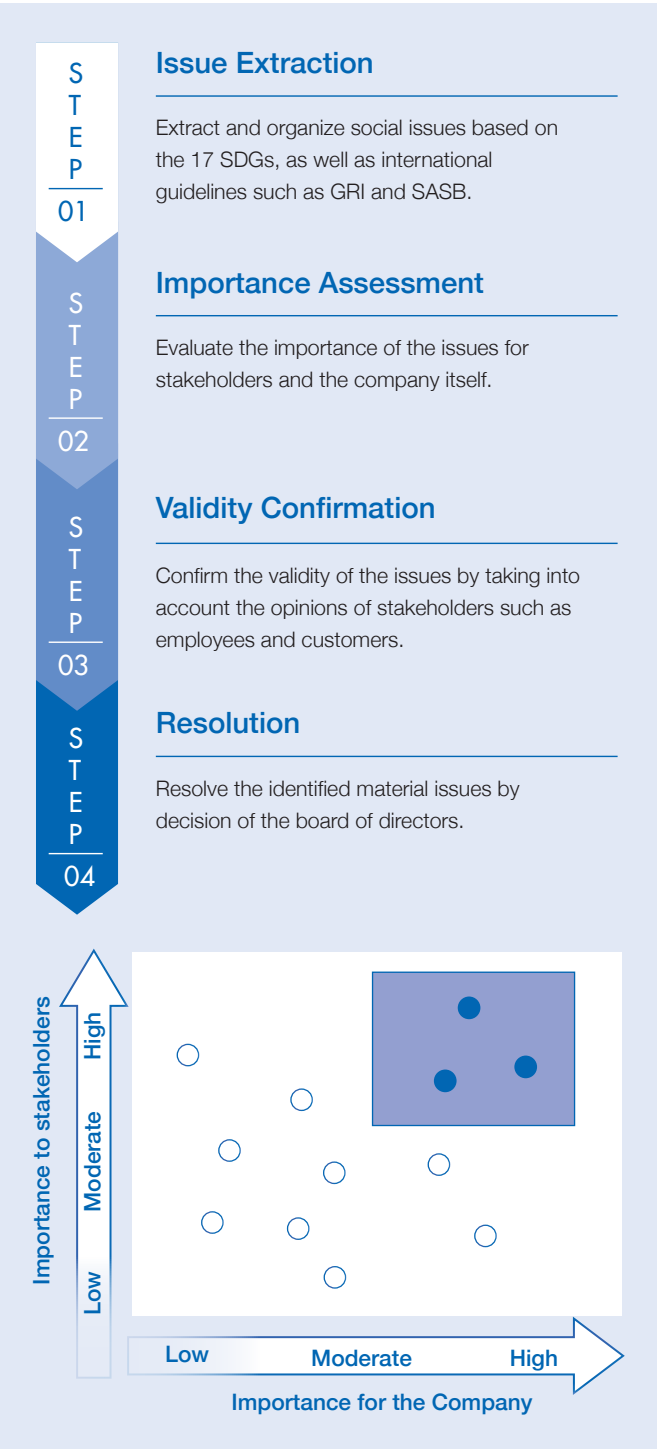 STEP
01
Issue Extraction
Extract and organize social issues based on
the 17 SDGs, as well as international
guidelines such as GRI and SASB.
STEP
02
Importance Assessment
Evaluate the importance of the issues for
stakeholders and the company itself.
STEP
03
Validity Confirmation
Confirm the validity of the issues by taking into
account the opinions of stakeholders such as
employees and customers.
STEP
04
Resolution
Resolve the identified material issues by
decision of the board of directors.
Importance to stakeholders
High
Moderate
Low
Low Moderate High
Importance for the Company